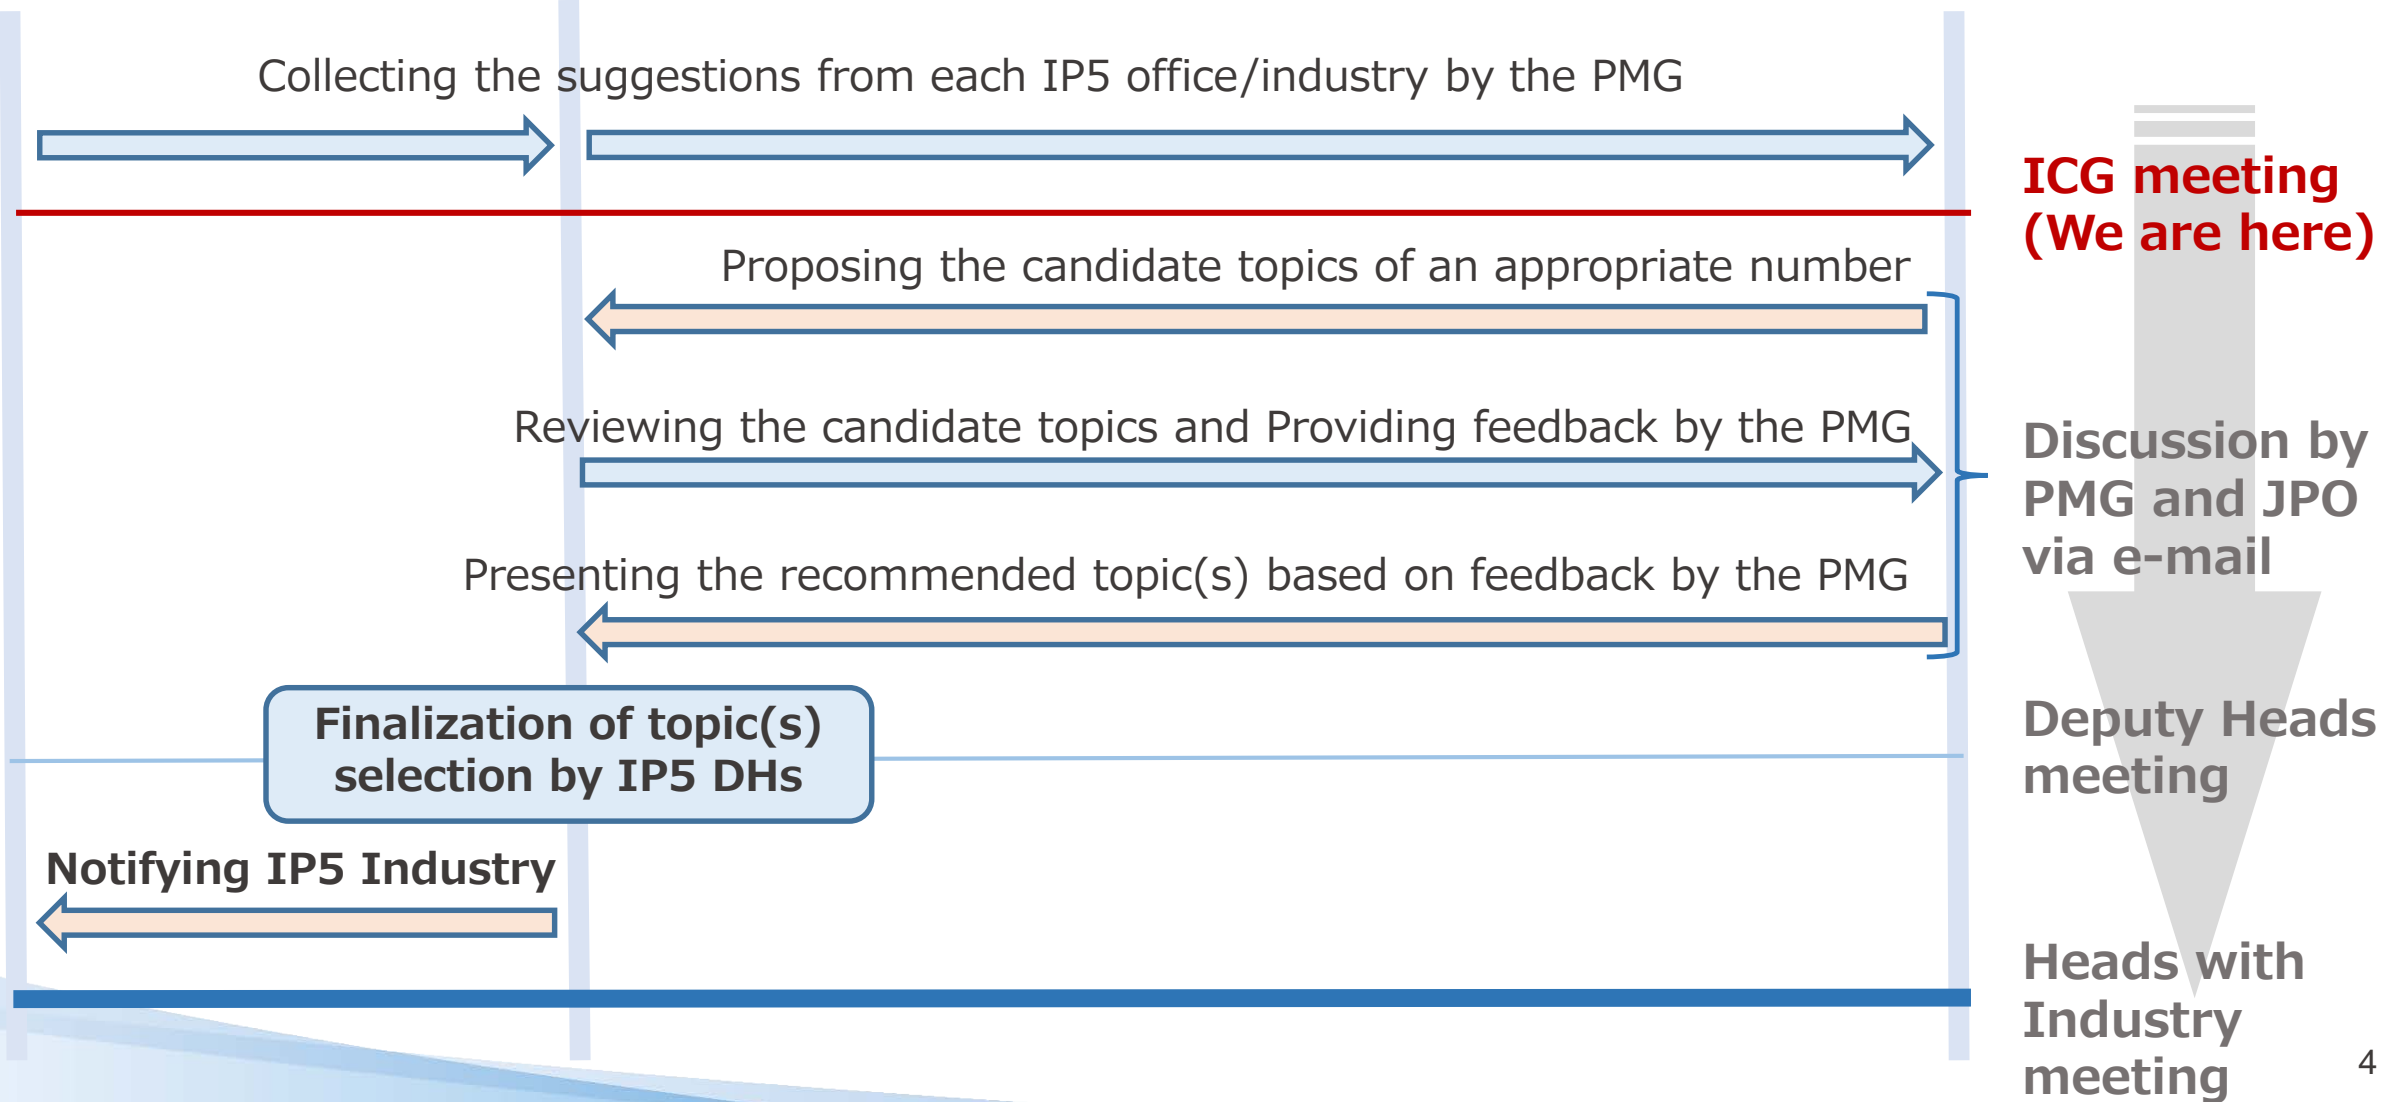 Collecting the suggestions from each IP5 office/industry by the PMG
ICG meeting
(We are here)
Proposing the candidate topics of an appropriate number
Reviewing the candidate topics and Providing feedback by the PMG
Discussion by
PMG and JPO
via e-mail
Presenting the recommended topic(s) based on feedback by the PMG
Finalization of topic(s)
selection by IP5 DHs
Deputy Heads
meeting
Notifying IP5 Industry
Heads with
Industry
meeting
4